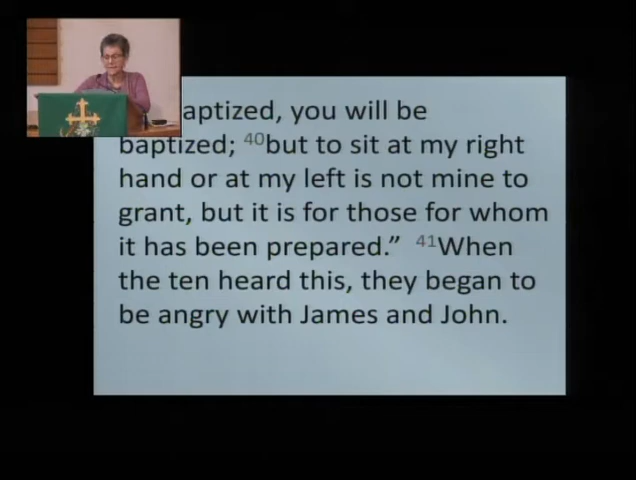 aptized, you will be
baptized; ⁴⁰but to sit at my right
hand or at my left is not mine to
grant, but it is for those for whom
it has been prepared.” ⁴¹When
the ten heard this, they began to
be angry with James and John.